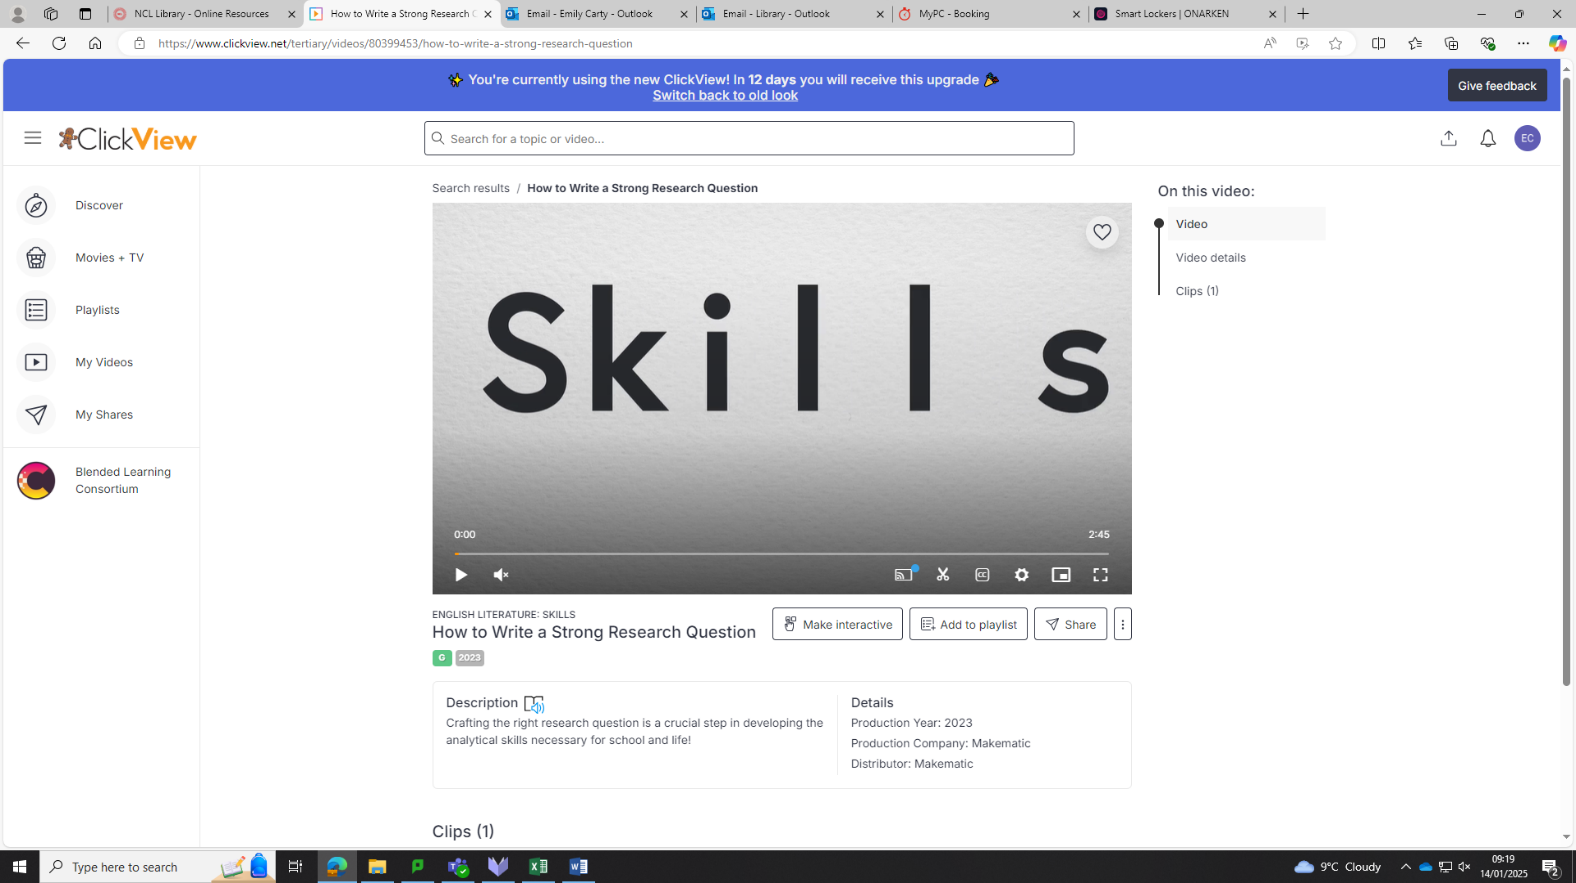 NCL Library - Online Resources
How to Write a Strong Research C
Email - Emily Carty - Outlook
Email - Library - Outlook
MyPC - Booking
Smart Lockers | ONARKEN
https://www.clickview.net/tertiary/videos/80399453/how-to-write-a-strong-research-question
You're currently using the new ClickView! In 12 days you will receive this upgrade
Switch back to old look
Give feedback
ClickView
Search for a topic or video...
EC
Discover
Movies + TV
Playlists
My Videos
My Shares
Blended Learning
Consortium
Search results / How to Write a Strong Research Question
Skills
0:00
2:45
CC
On this video:
Video
Video details
Clips (1)
ENGLISH LITERATURE: SKILLS
How to Write a Strong Research Question
Make interactive
Add to playlist
Share
G 2023
Description
Crafting the right research question is a crucial step in developing the
analytical skills necessary for school and life!
Details
Production Year: 2023
Production Company: Makematic
Distributor: Makematic
Clips (1)
Type here to search
9°C Cloudy
09:19
14/01/2025
2